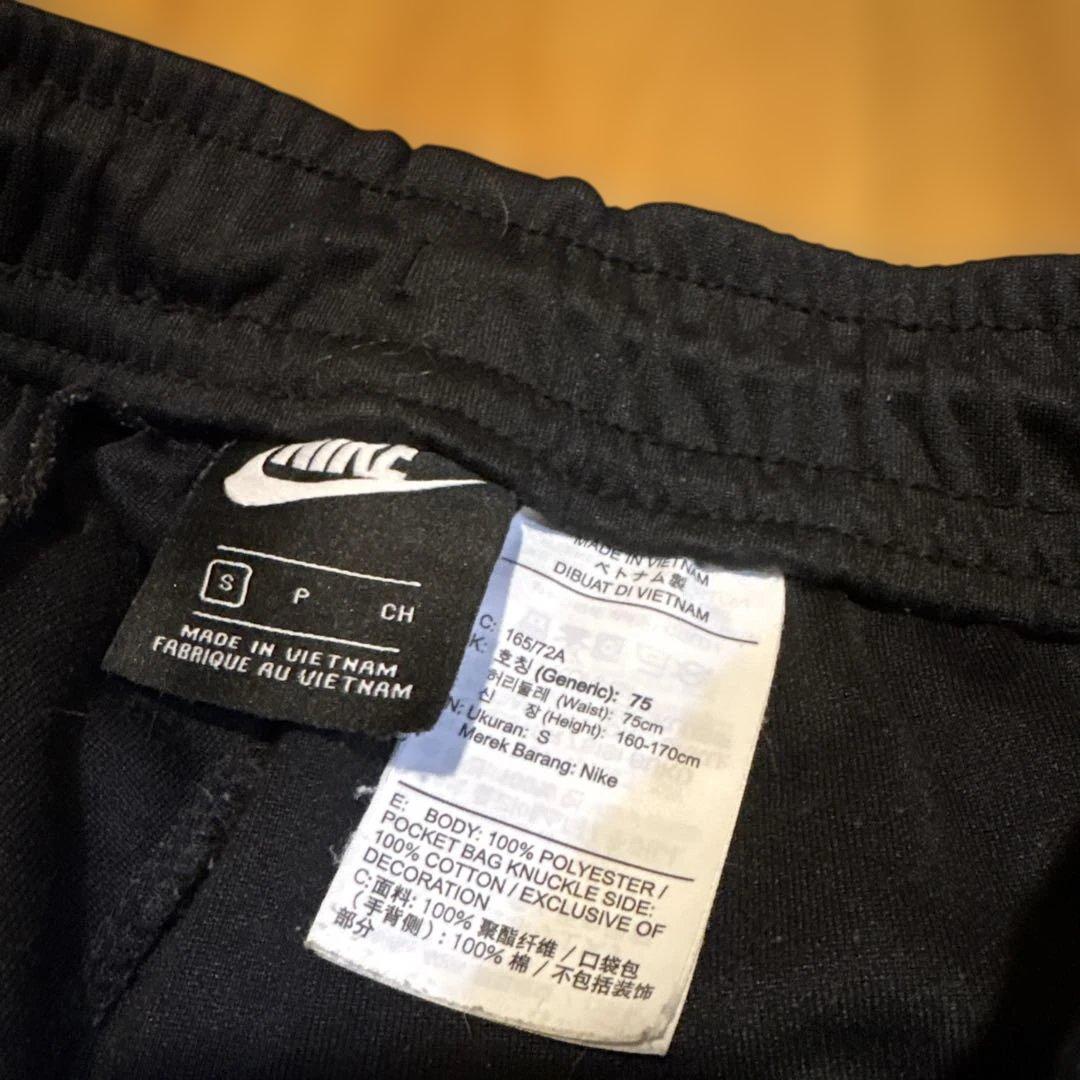 NIKE
S P CH
MADE IN VIETNAM
FABRIQUE AU VIETNAM
MADE IN VIETNAM
ベトナム製
DIBUAT DI VIETNAM
C: 165/72A
K: 호칭 (Generic): 75
허리둘레 (Waist): 75cm
신 장 (Height): 160-170cm
N: Ukuran: S
Merek Barang: Nike
E: BODY: 100% POLYESTER /
POCKET BAG KNUCKLE SIDE:
100% COTTON / EXCLUSIVE OF
DECORATION
C:面料: 100% 聚酯纤维 / 口袋包
(手背侧) : 100% 棉 / 不包括装饰
部分